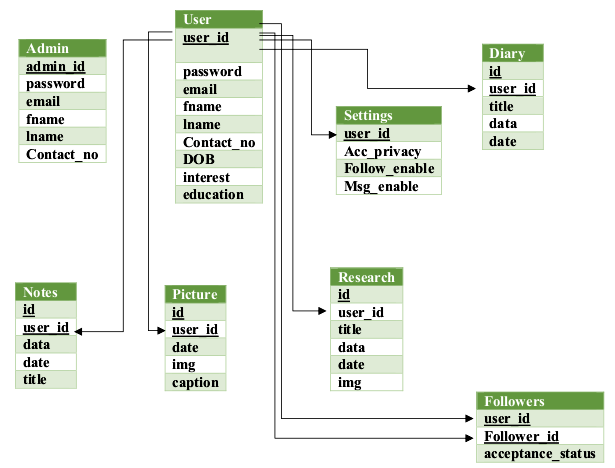 Admin
admin_id
password
email
fname
lname
Contact_no
User
user_id
password
email
fname
lname
Contact_no
DOB
interest
education
Settings
user_id
Acc_privacy
Follow_enable
Msg_enable
Diary
id
user_id
title
data
date
Notes
id
user_id
data
date
title
Picture
id
user_id
date
img
caption
Research
id
user_id
title
data
date
img
Followers
user_id
Follower_id
acceptance_status